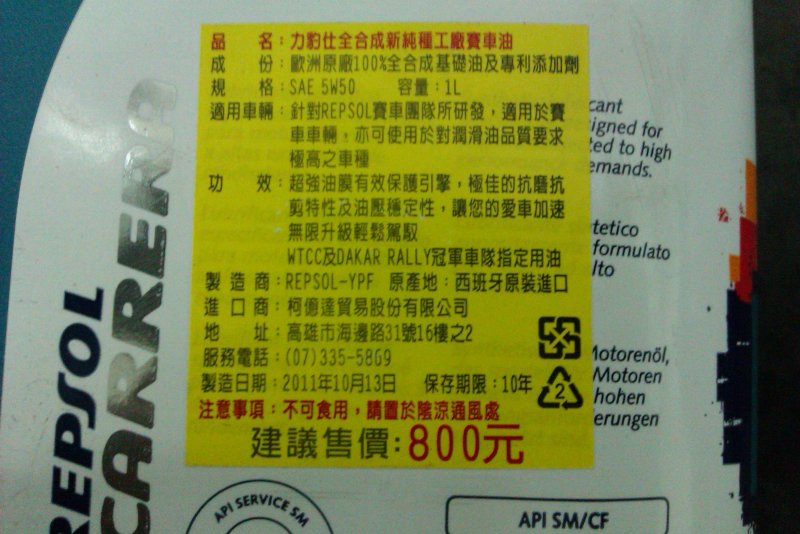 品 名：力豹仕全合成新純種工廠賽車油
成 份：歐洲原廠100%全合成基礎油及專利添加劑
規 格：SAE 5W50 容量：1L
適用車輛：針對REPSOL賽車團隊所研發，適用於賽
車車輛，亦可使用於對潤滑油品質要求
極高之車種
功 效：超強油膜有效保護引擎，極佳的抗磨抗
剪特性及油壓穩定性，讓您的愛車加速
無限升級輕鬆駕馭
WTCC及DAKAR RALLY冠軍車隊指定用油
製造商：REPSOL-YPF 原產地：西班牙原裝進口
進口商：柯億達貿易股份有限公司
地 址：高雄市海邊路31號16樓之2
服務電話：(07)335-5869
製造日期：2011年10月13日 保存期限：10年
注意事項：不可食用，請置於陰涼通風處
建議售價：800元
2
REPSOL
CARRERA
icant
igned for
ted to high
emands.
tetico
formulato
lto
Motorenöl,
Motoren
hohen
erungen
API SERVICE SM
API SM/CF